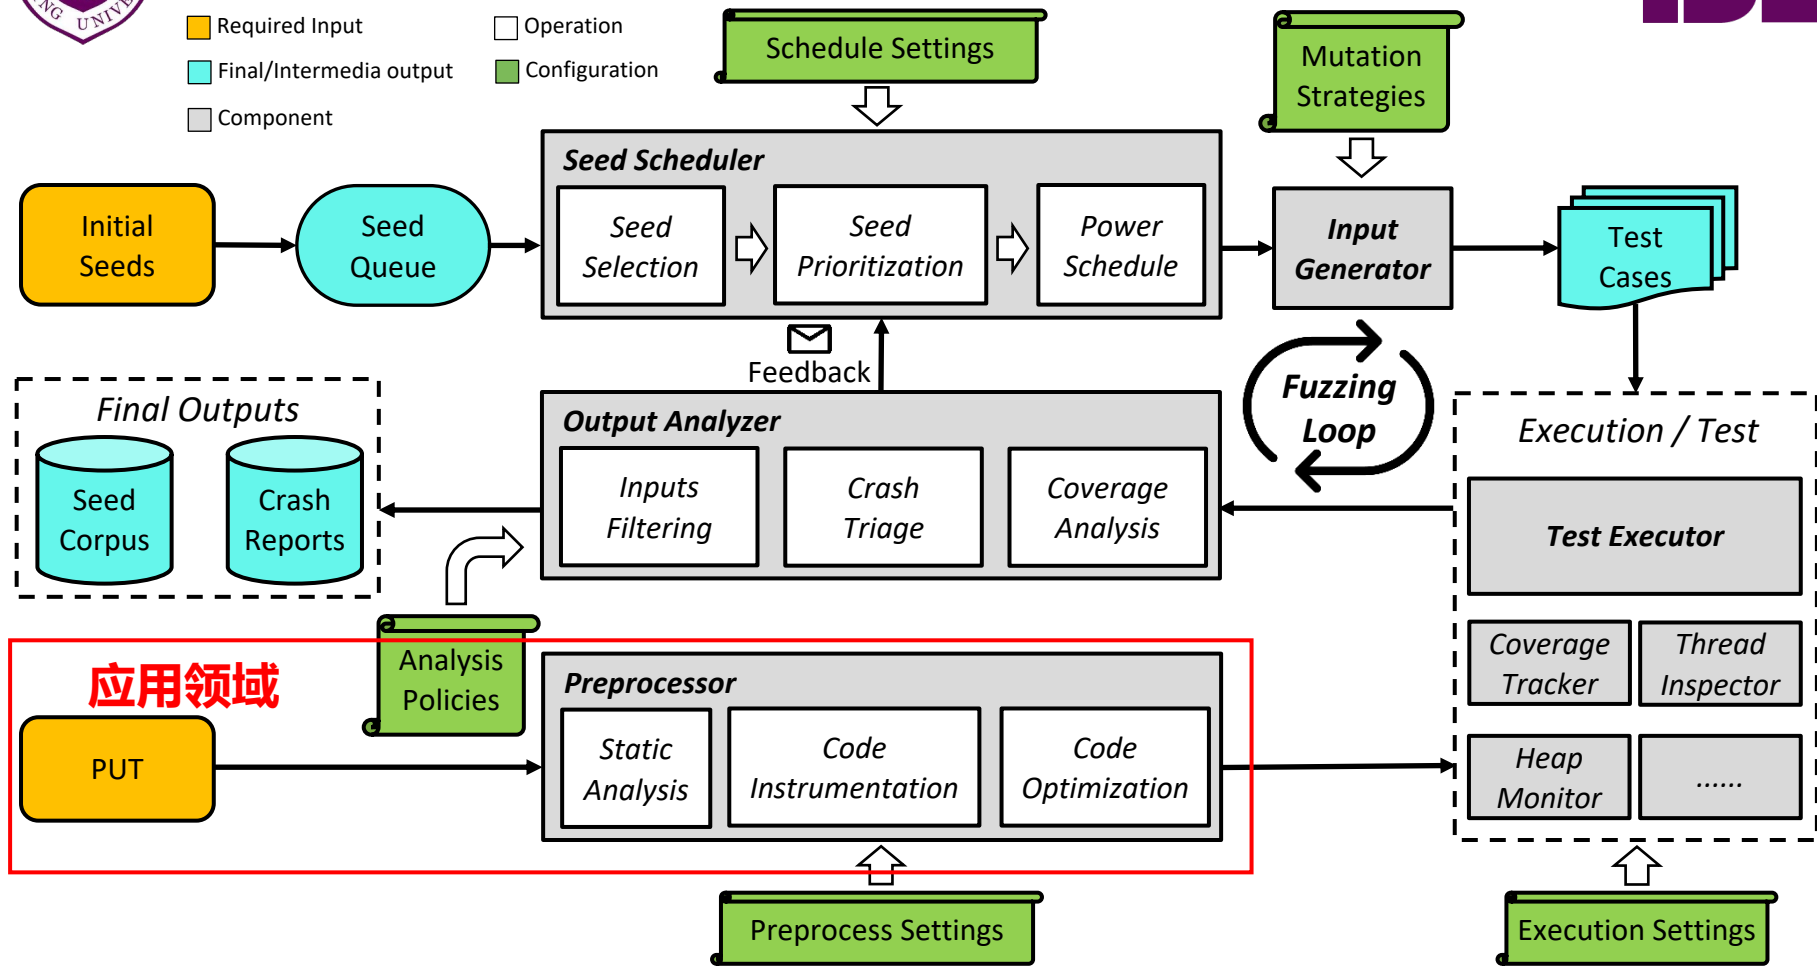 NG UNIVE
Required Input
Operation
Final/Intermedia output
Configuration
Component
Schedule Settings
Mutation
Strategies
Initial
Seeds
Seed
Queue
Seed Scheduler
Seed
Selection
Seed
Prioritization
Power
Schedule
Input
Generator
Test
Cases
Feedback
Fuzzing
Loop
Final Outputs
Seed
Corpus
Crash
Reports
Output Analyzer
Inputs
Filtering
Crash
Triage
Coverage
Analysis
Execution / Test
Test Executor
Coverage
Tracker
Thread
Inspector
Heap
Monitor
......
应用领域
Analysis
Policies
PUT
Preprocessor
Static
Analysis
Code
Instrumentation
Code
Optimization
Preprocess Settings
Execution Settings